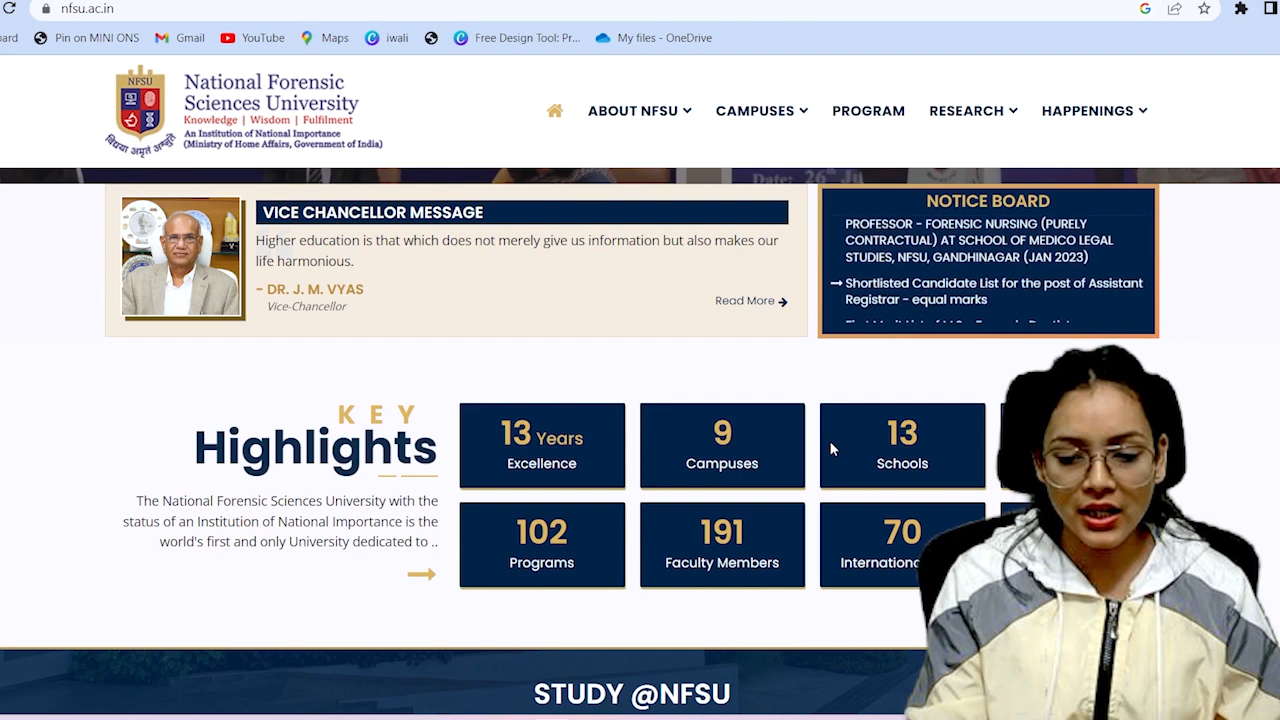 nfsu.ac.in
ard
Pin on MINI ONS
Gmail
YouTube
Maps
iwali
Free Design Tool: Pr...
My files - OneDrive
NFSU
विद्यया अमृतं अश्नुते
National Forensic
Sciences University
Knowledge | Wisdom | Fulfilment
An Institution of National Importance
(Ministry of Home Affairs, Government of India)
ABOUT NFSU
CAMPUSES
PROGRAM
RESEARCH
HAPPENINGS
Date: 26th Ju
VICE CHANCELLOR MESSAGE
Higher education is that which does not merely give us information but also makes our
life harmonious.
- DR. J. M. VYAS
Vice-Chancellor
Read More
NOTICE BOARD
PROFESSOR - FORENSIC NURSING (PURELY
CONTRACTUAL) AT SCHOOL OF MEDICO LEGAL
STUDIES, NFSU, GANDHINAGAR (JAN 2023)
Shortlisted Candidate List for the post of Assistant
Registrar - equal marks
KEY
Highlights
The National Forensic Sciences University with the
status of an Institution of National Importance is the
world's first and only University dedicated to ..
13 Years
Excellence
9
Campuses
13
Schools
102
Programs
191
Faculty Members
70
Internationa
STUDY @NFSU